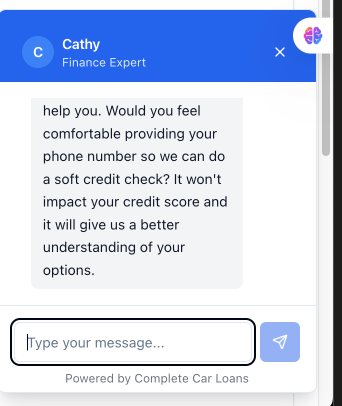 C
Cathy
Finance Expert
help you. Would you feel
comfortable providing your
phone number so we can do
a soft credit check? It won't
impact your credit score and
it will give us a better
understanding of your
options.
Type your message...
Powered by Complete Car Loans